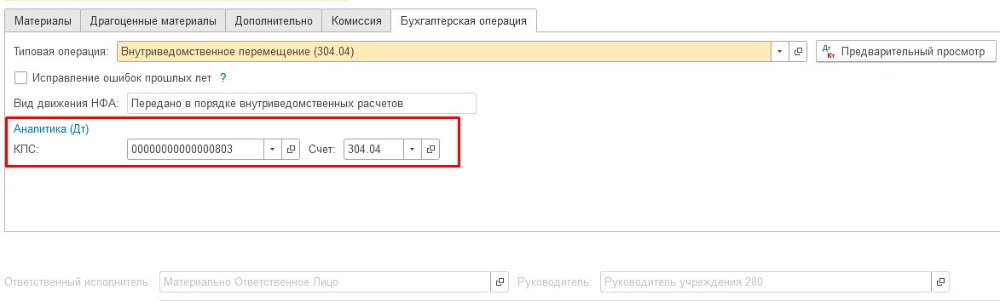 Материалы Драгоценные материалы Дополнительно Комиссия Бухгалтерская операция
Типовая операция: Внутриведомственное перемещение (304.04) Дт Кт Предварительный просмотр
Исправление ошибок прошлых лет ?
Вид движения НФА: Передано в порядке внутриведомственных расчетов
Аналитика (Дт)
КПС: 00000000000000803 Счет: 304.04
Ответственный исполнитель: Материально Ответственное Лицо Руководитель: Руководитель учреждения 280